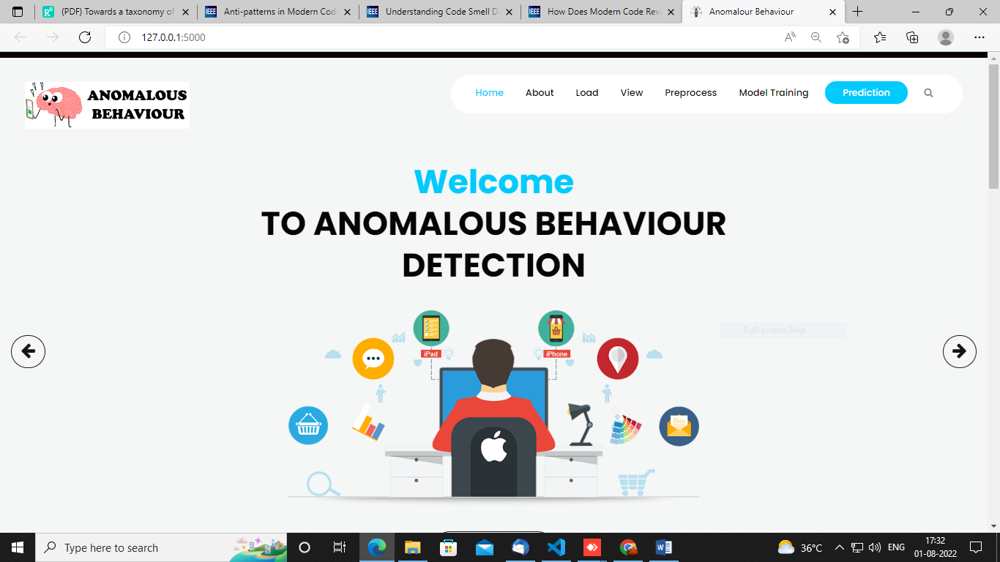 (PDF) Towards a taxonomy of
Anti-patterns in Modern Cod
Understanding Code Smell D
How Does Modern Code Rev
Anomalour Behaviour
127.0.0.1:5000
ANOMALOUS
BEHAVIOUR
Home About Load View Preprocess Model Training Prediction
Welcome
TO ANOMALOUS BEHAVIOUR
DETECTION
Full-screen Snip
iPad
iPhone
Type here to search
36°C
ENG
17:32
01-08-2022